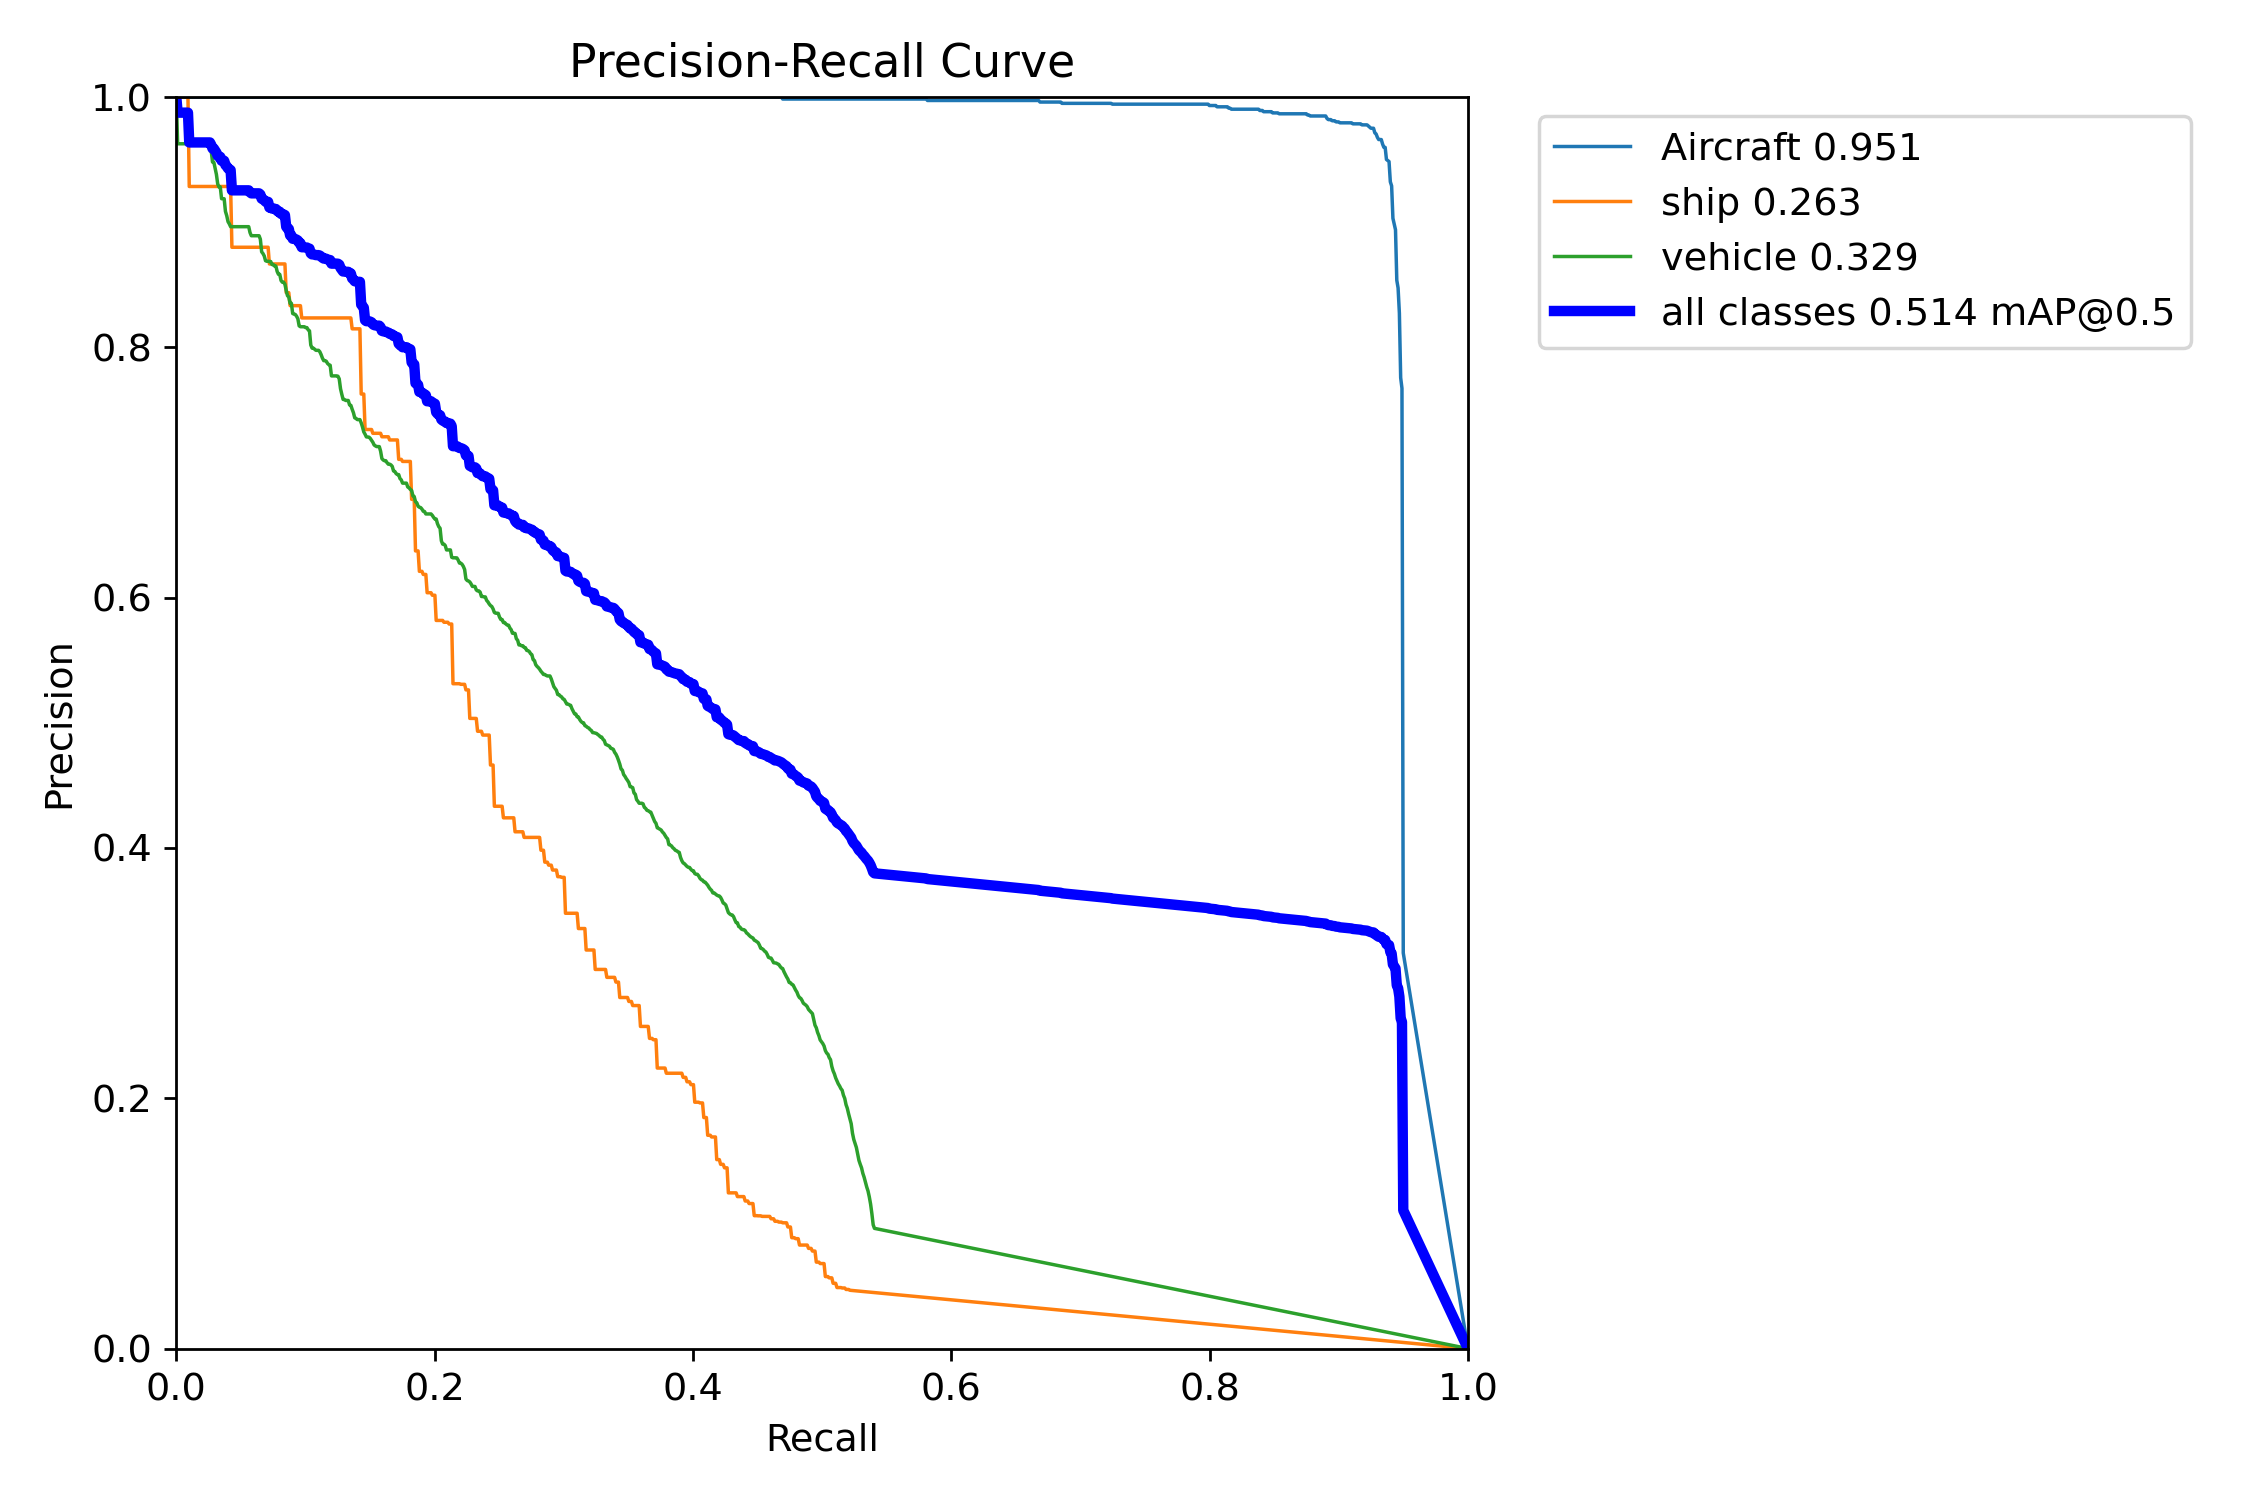 Precision-Recall Curve
1.0
0.8
0.6
0.4
0.2
0.0
Precision
0.0 0.2 0.4 0.6 0.8 1.0
Recall
Aircraft 0.951
ship 0.263
vehicle 0.329
all classes 0.514 mAP@0.5